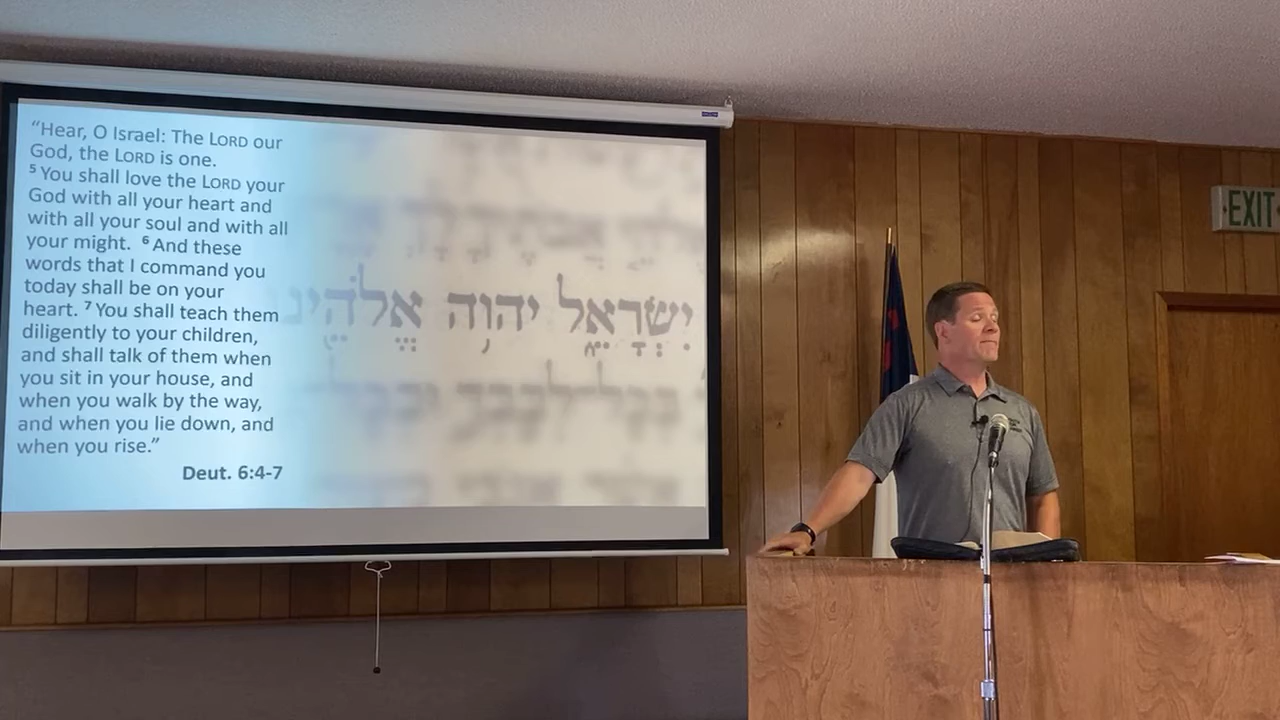 “Hear, O Israel: The LORD our
God, the LORD is one.
⁵ You shall love the LORD your
God with all your heart and
with all your soul and with all
your might. ⁶ And these
words that I command you
today shall be on your
heart. ⁷ You shall teach them
diligently to your children,
and shall talk of them when
you sit in your house, and
when you walk by the way,
and when you lie down, and
when you rise.”
Deut. 6:4-7
יִשְׂרָאֵל יהוה אֱלֹהֵינוּ
EXIT